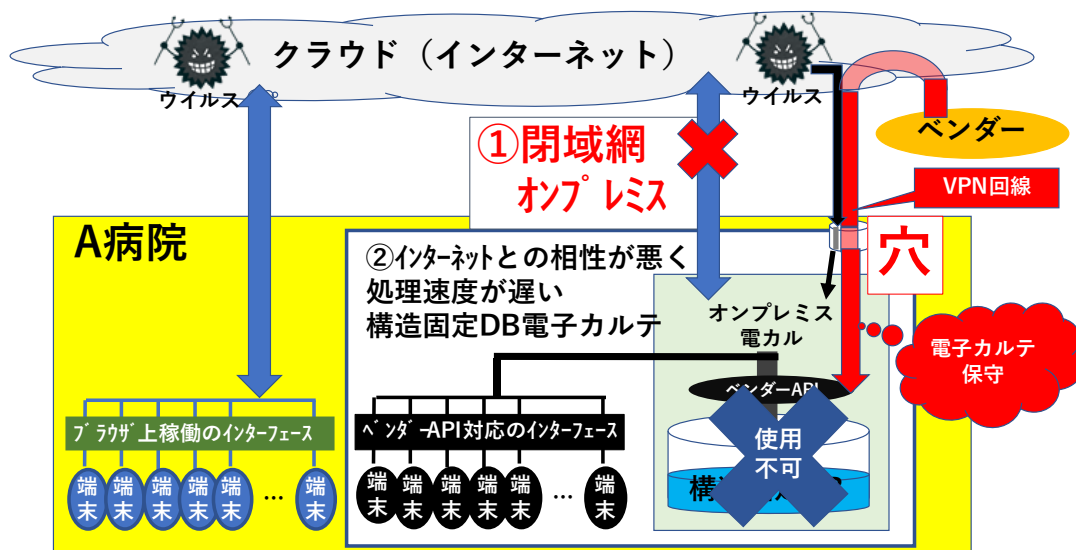 クラウド（インターネット）
ウイルス
ウイルス
ベンダー
①閉域網
オンプレミス
VPN回線
A病院
穴
②インターネットとの相性が悪く
処理速度が遅い
構造固定DB電子カルテ
オンプレミス
電カル
電子カルテ
保守
ベンダーAPI
ブラウザ上稼働のインターフェース
ベンダーAPI対応のインターフェース
使用
不可
端末
端末
端末
端末
端末
…
端末
端末
端末
端末
端末
端末
…
端末